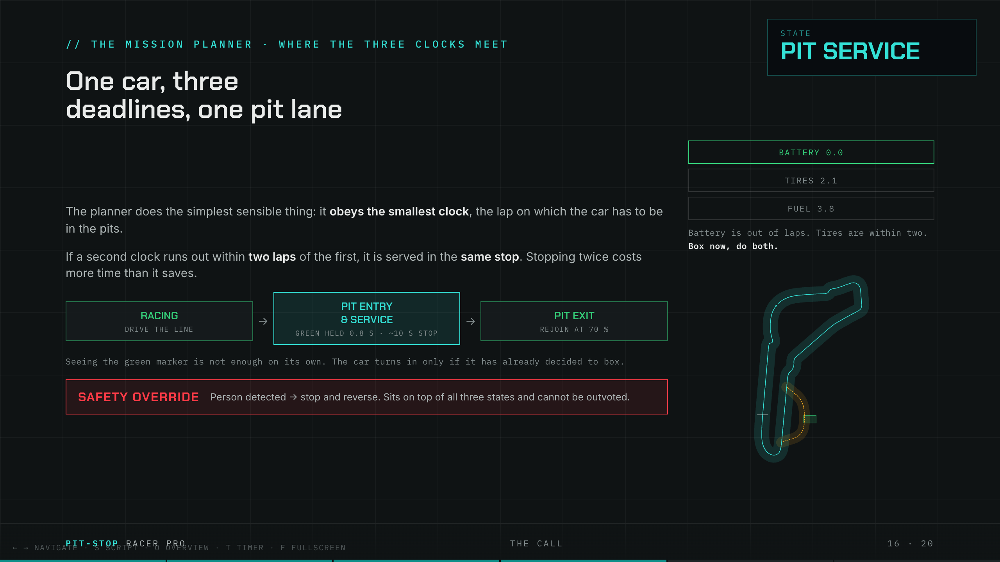 // THE MISSION PLANNER · WHERE THE THREE CLOCKS MEET
STATE
PIT SERVICE
One car, three
deadlines, one pit lane
BATTERY 0.0
TIRES 2.1
FUEL 3.8
Battery is out of laps. Tires are within two.
Box now, do both.
The planner does the simplest sensible thing: it obeys the smallest clock, the lap on which the car has to be
in the pits.
If a second clock runs out within two laps of the first, it is served in the same stop. Stopping twice costs
more time than it saves.
RACING
DRIVE THE LINE
→
PIT ENTRY
& SERVICE
GREEN HELD 0.8 S · ~10 S STOP
→
PIT EXIT
REJOIN AT 70 %
Seeing the green marker is not enough on its own. The car turns in only if it has already decided to box.
SAFETY OVERRIDE Person detected → stop and reverse. Sits on top of all three states and cannot be outvoted.
PIT-STOP RACER PRO
THE CALL
16 · 20
← → NAVIGATE · S SCRIPT · O OVERVIEW · T TIMER · F FULLSCREEN